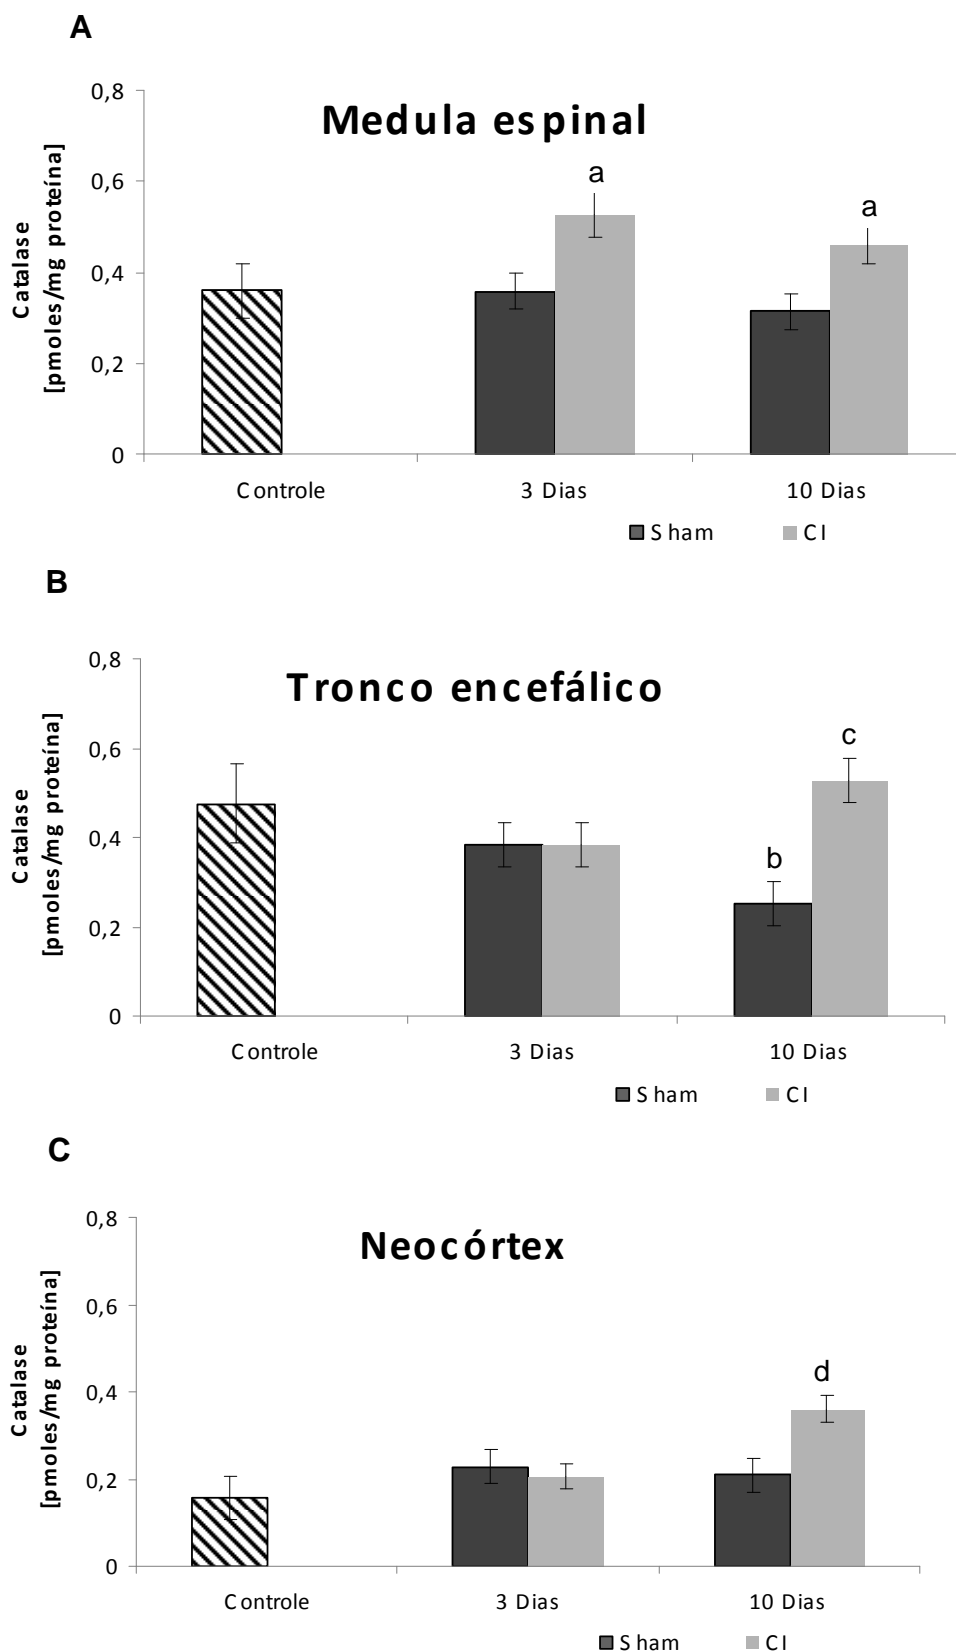 A
Medula espinal
Catalase
[pmoles/mg proteína]
0,8
0,6
0,4
0,2
0
a
a
Controle
3 Dias
10 Dias
Sham
CI
B
Tronco encefálico
Catalase
[pmoles/mg proteína]
0,8
0,6
0,4
0,2
0
b
c
Controle
3 Dias
10 Dias
Sham
CI
C
Neocórtex
Catalase
[pmoles/mg proteína]
0,8
0,6
0,4
0,2
0
d
Controle
3 Dias
10 Dias
Sham
CI